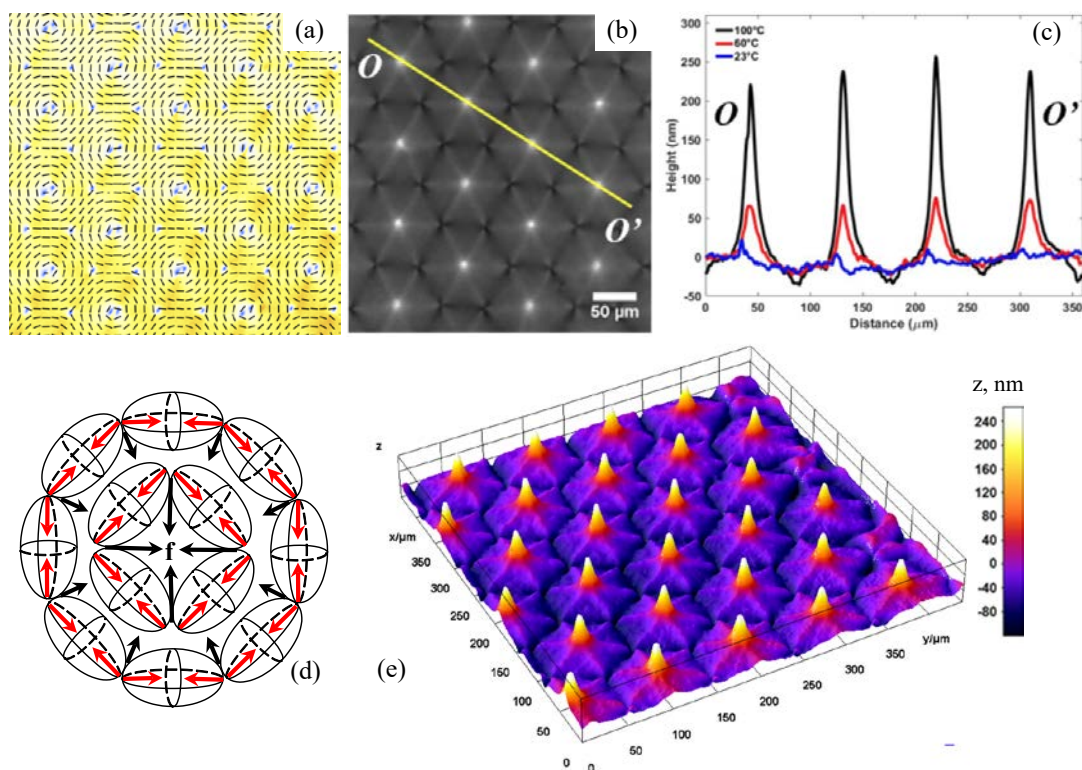 (a)
(b)
O
O'
50 µm
(c)
100°C
60°C
23°C
O
O'
Height (nm)
300
250
200
150
100
50
0
-50
0
50
100
150
200
250
300
350
Distance (µm)
f
(d)
(e)
z
x/µm
350
300
250
200
150
100
50
0
0
50
100
150
200
250
300
350
y/µm
z, nm
240
200
160
120
80
40
0
-40
-80